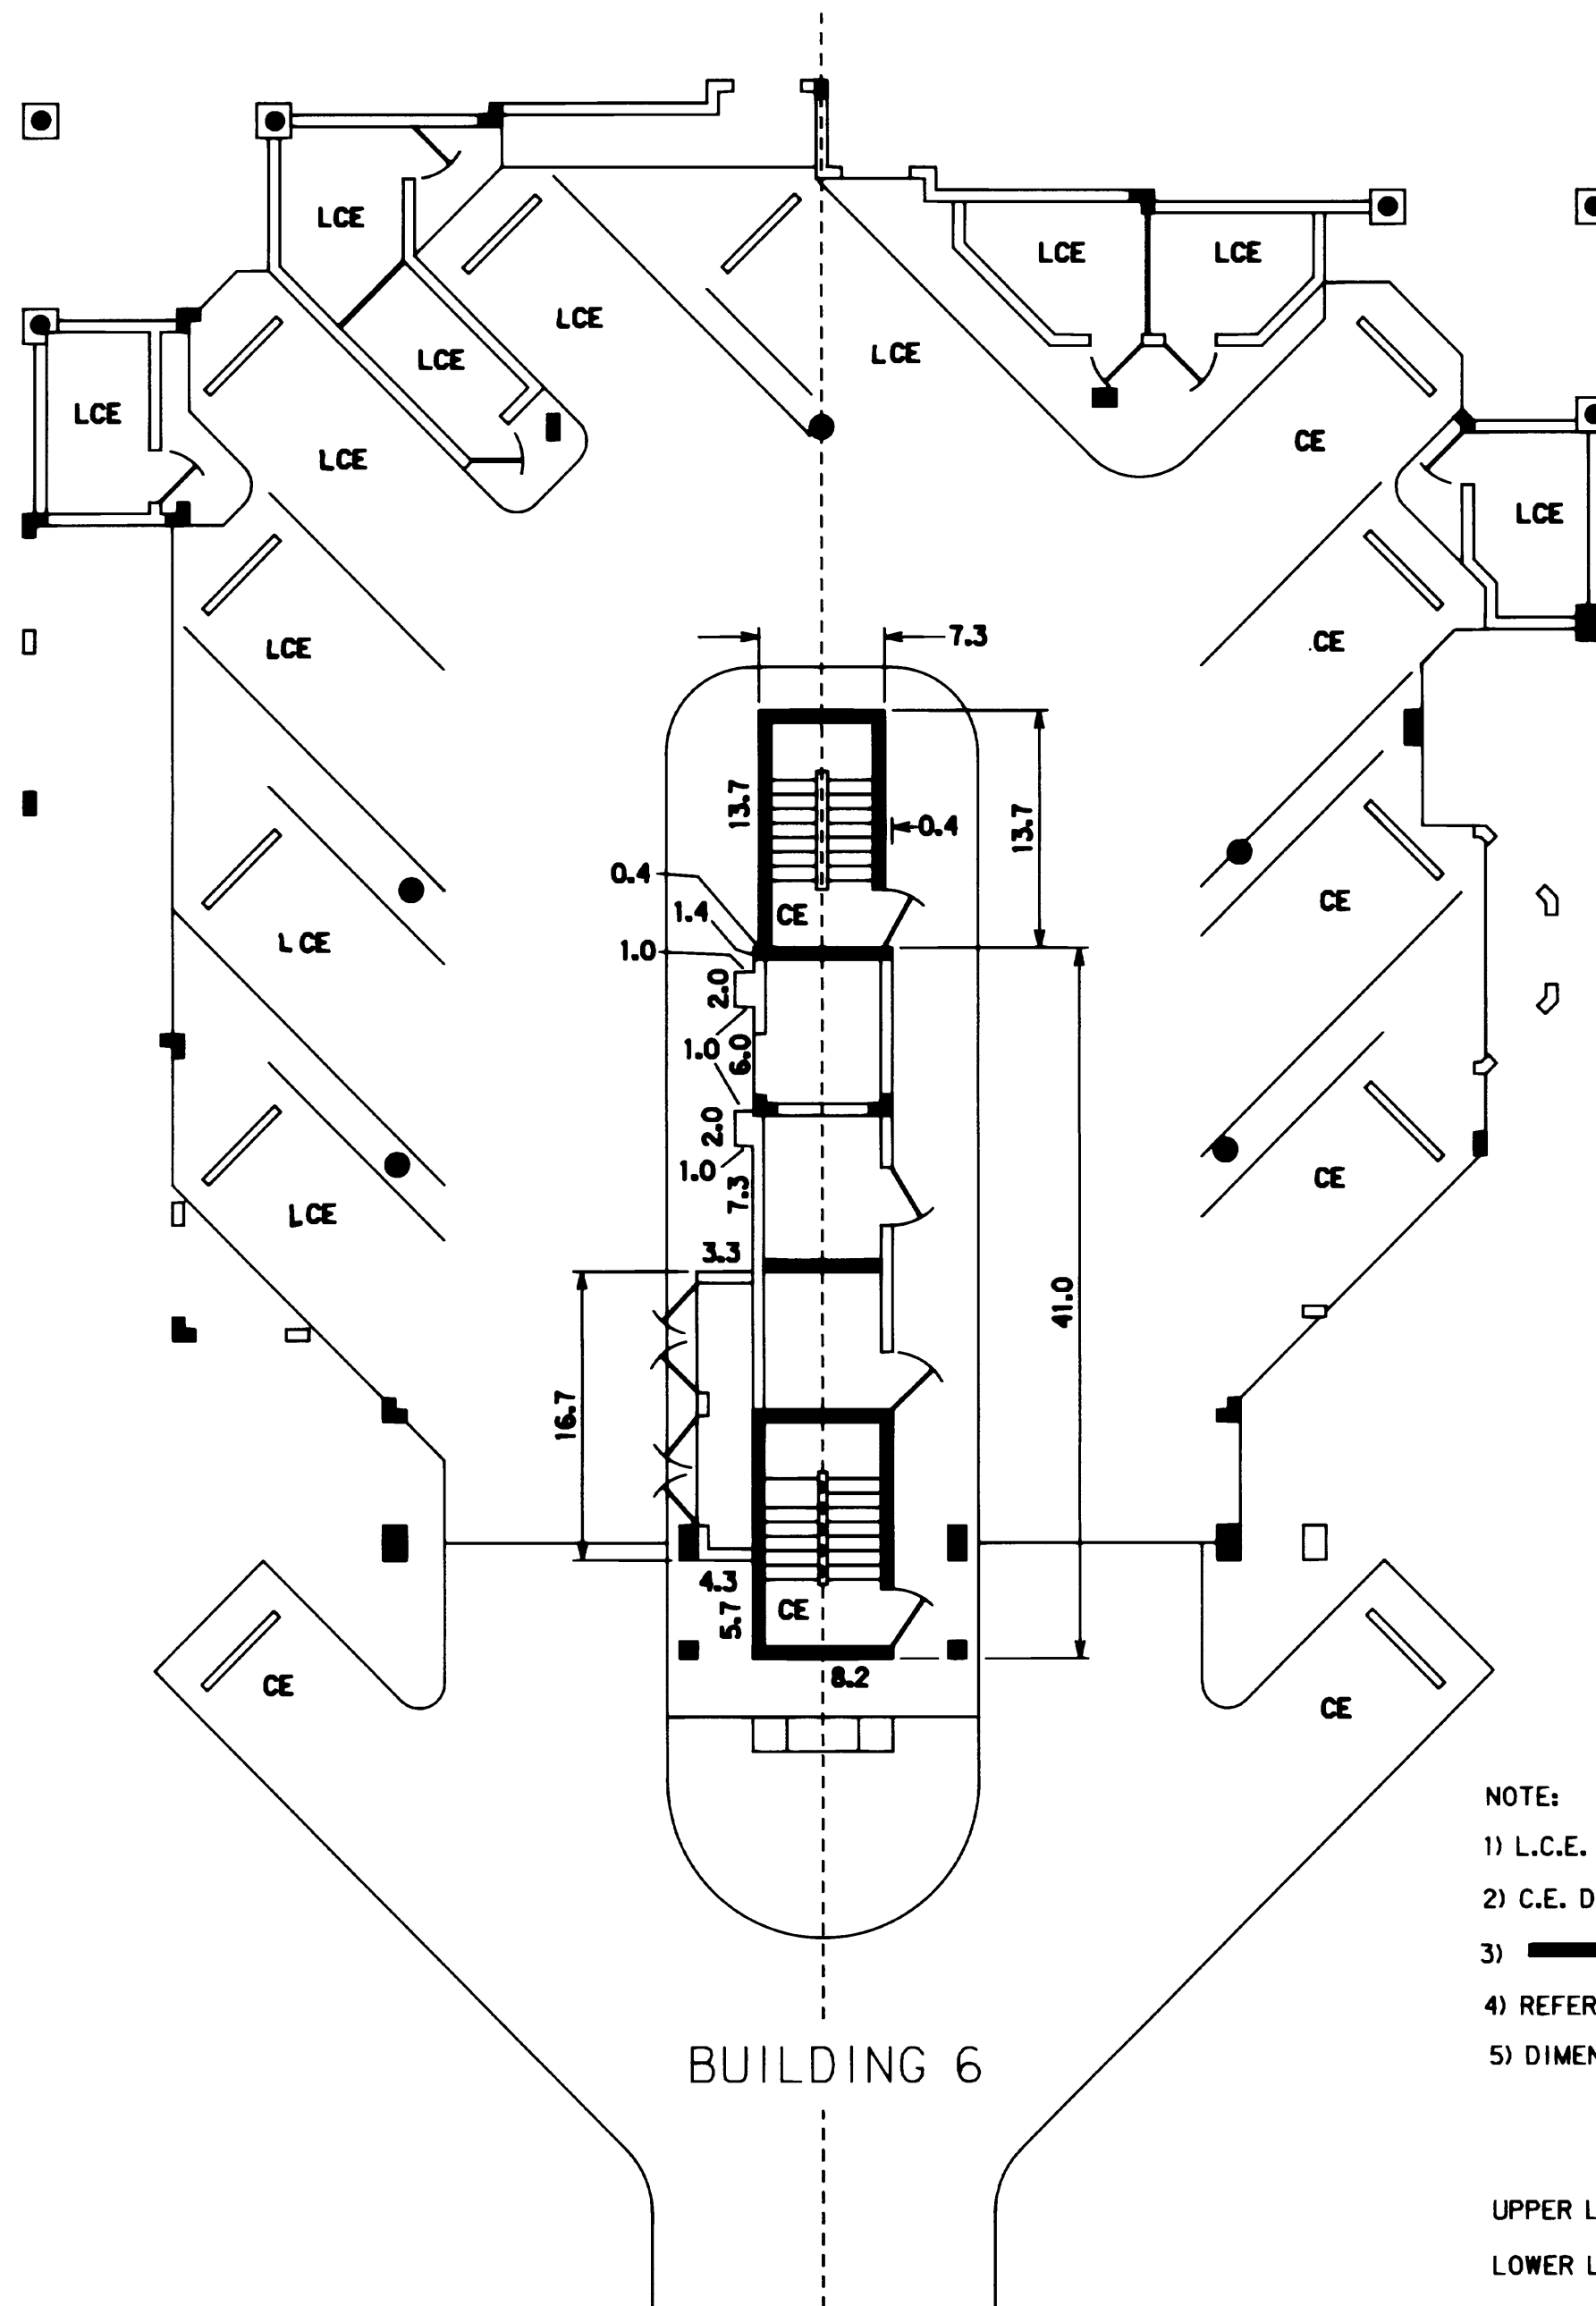 LCE
LCE
LCE
LCE
LCE
LCE
LCE
LCE
CE
LCE
LCE
7.3
CE
LCE
13.7
13.7
0.4
0.4
CE
1.4
CE
LCE
1.0
2.0
1.0
6.0
2.0
1.0
7.3
CE
LCE
3.3
41.0
16.7
4.3
5.7
CE
8.2
CE
CE
NOTE:
1) L.C.E.
2) C.E. D
3)
4) REFER
5) DIMEN
BUILDING 6
UPPER L
LOWER L